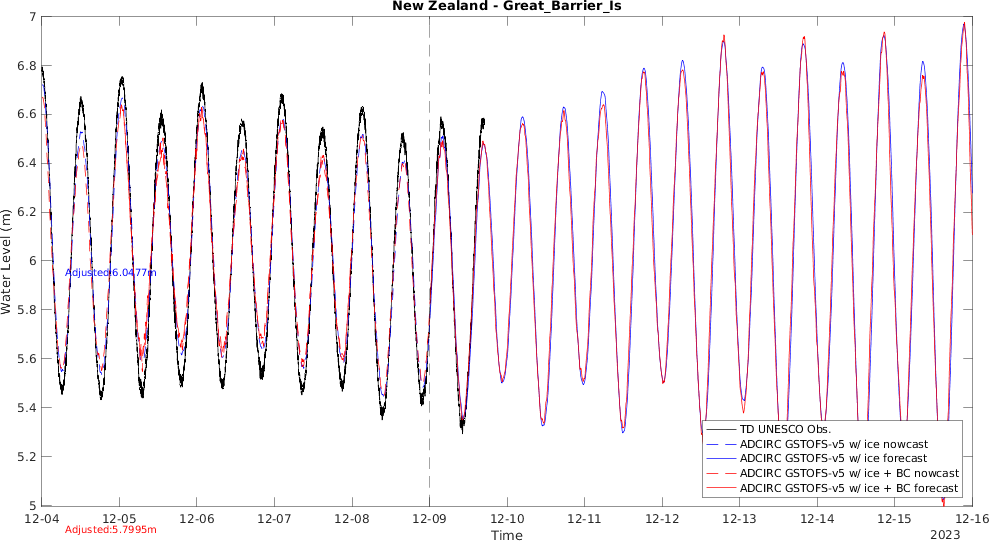 New Zealand - Great_Barrier_Is
7
6.8
6.6
6.4
6.2
6
5.8
5.6
5.4
5.2
5
Water Level (m)
Adjusted:6.0477m
Adjusted:5.7995m
TD UNESCO Obs.
ADCIRC GSTOFS-v5 w/ ice nowcast
ADCIRC GSTOFS-v5 w/ ice forecast
ADCIRC GSTOFS-v5 w/ ice + BC nowcast
ADCIRC GSTOFS-v5 w/ ice + BC forecast
12-04 12-05 12-06 12-07 12-08 12-09 12-10 12-11 12-12 12-13 12-14 12-15 12-16
Time
2023